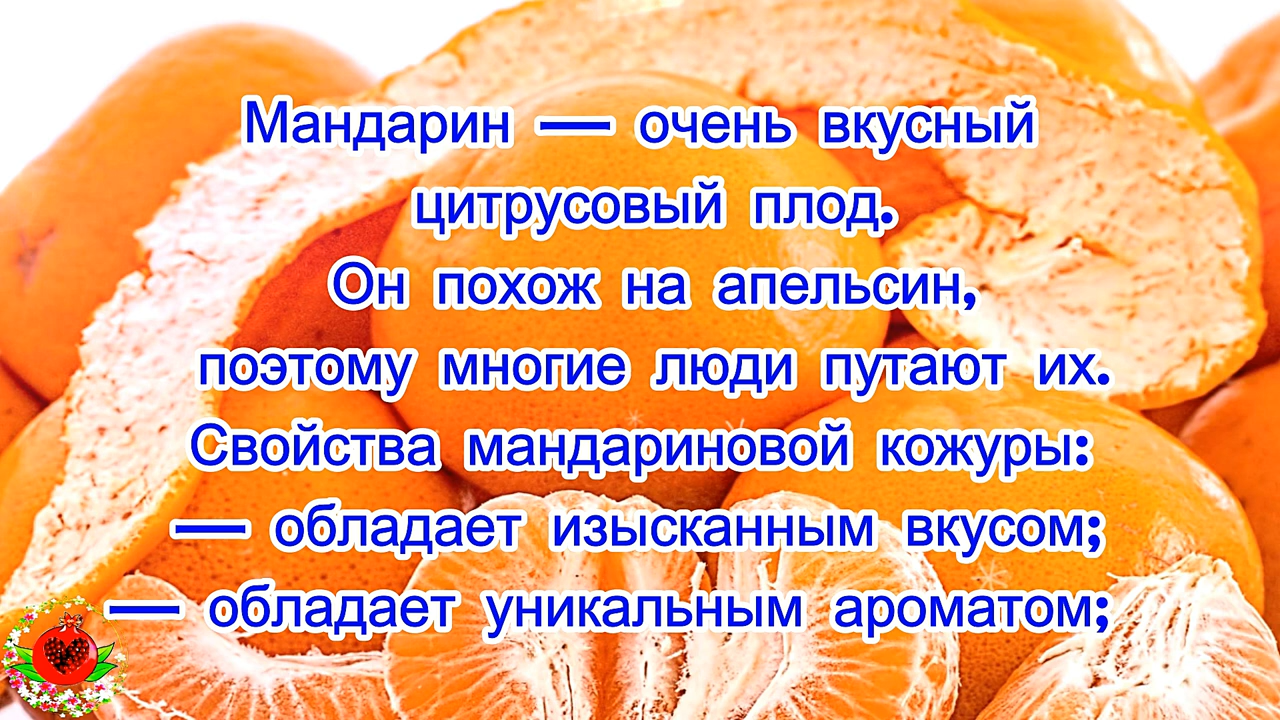 Мандарин — очень вкусный
цитрусовый плод.
Он похож на апельсин,
поэтому многие люди путают их.
Свойства мандариновой кожуры:
— обладает изысканным вкусом;
— обладает уникальным ароматом;